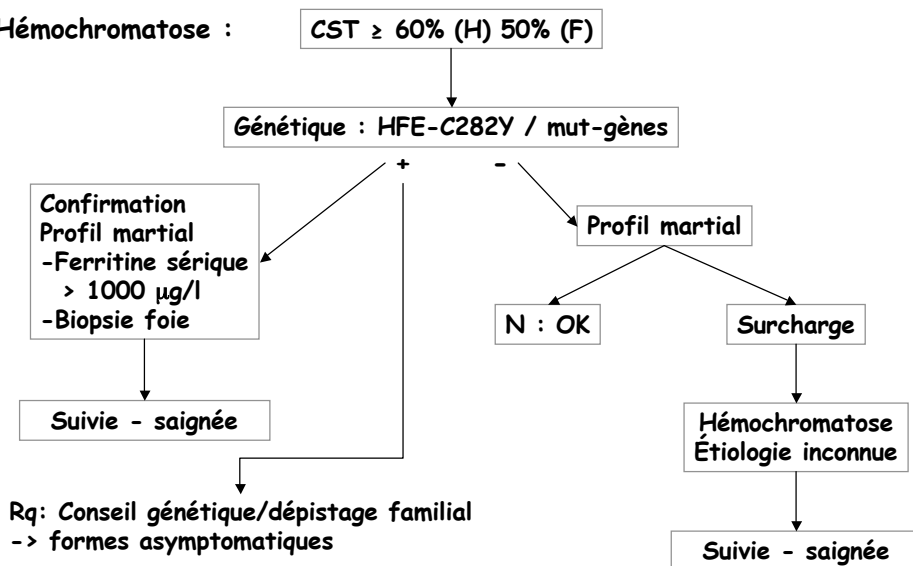 Hémochromatose :
CST ≥ 60% (H) 50% (F)
Génétique : HFE-C282Y / mut-gènes
+ -
Confirmation
Profil martial
-Ferritine sérique
> 1000 µg/l
-Biopsie foie
Profil martial
N : OK
Surcharge
Suivie - saignée
Hémochromatose
Étiologie inconnue
Rq: Conseil génétique/dépistage familial
-> formes asymptomatiques
Suivie - saignée